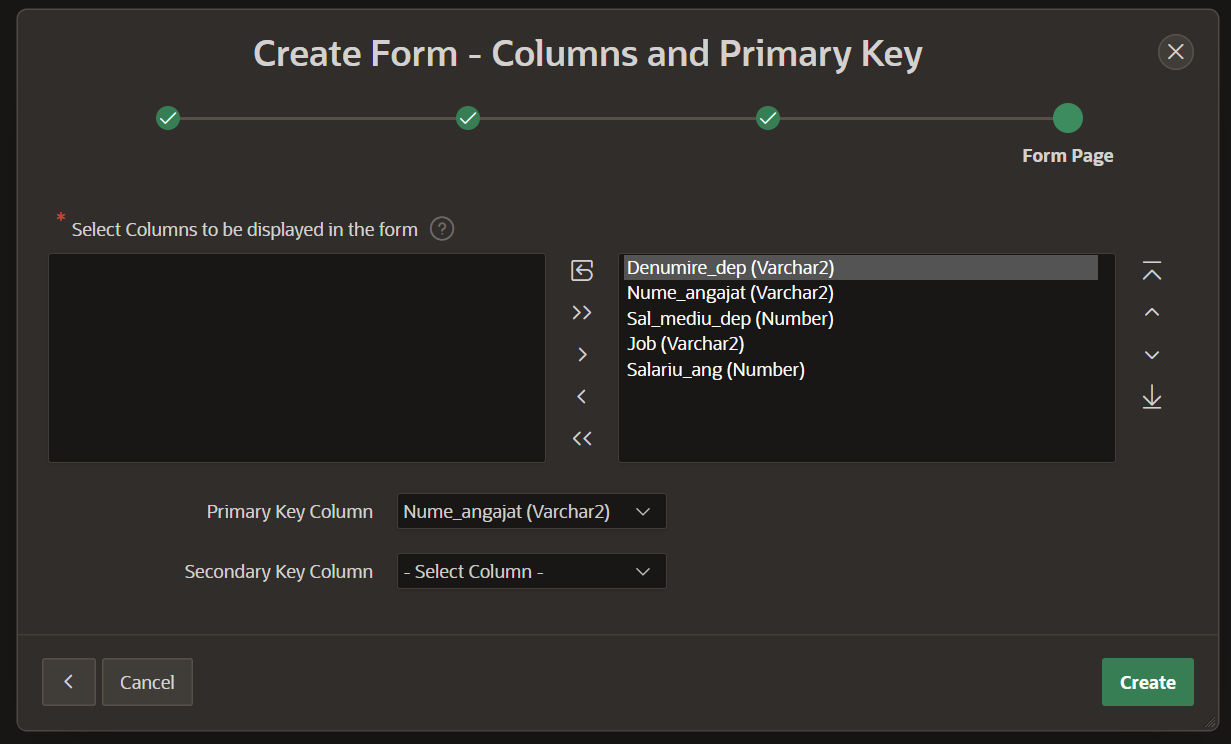 Create Form - Columns and Primary Key
Form Page
* Select Columns to be displayed in the form ?
Denumire_dep (Varchar2)
Nume_angajat (Varchar2)
Sal_mediu_dep (Number)
Job (Varchar2)
Salariu_ang (Number)
Primary Key Column Nume_angajat (Varchar2)
Secondary Key Column - Select Column -
Cancel Create